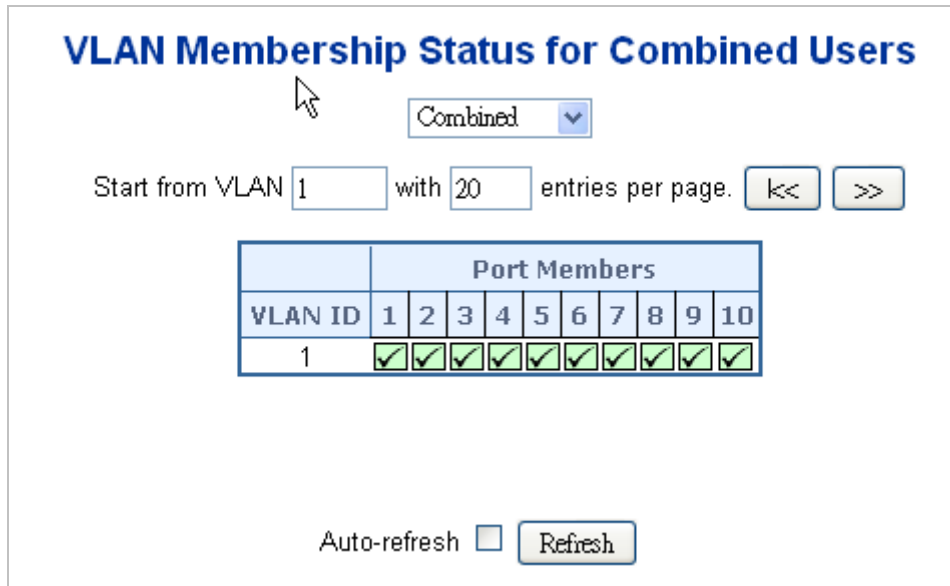 VLAN Membership Status for Combined Users
Combined
Start from VLAN 1 with 20 entries per page. |<< >>
Port Members
VLAN ID 1 2 3 4 5 6 7 8 9 10
1
Auto-refresh Refresh